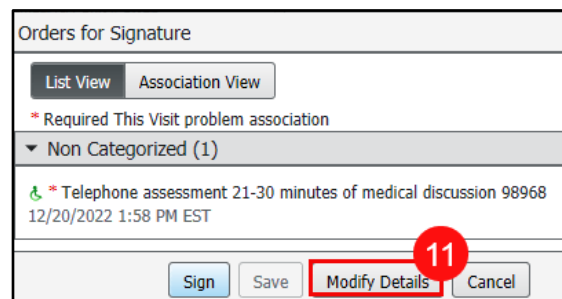 Orders for Signature
List View Association View
* Required This Visit problem association
Non Categorized (1)
* Telephone assessment 21-30 minutes of medical discussion 98968
12/20/2022 1:58 PM EST
11
Sign Save Modify Details Cancel